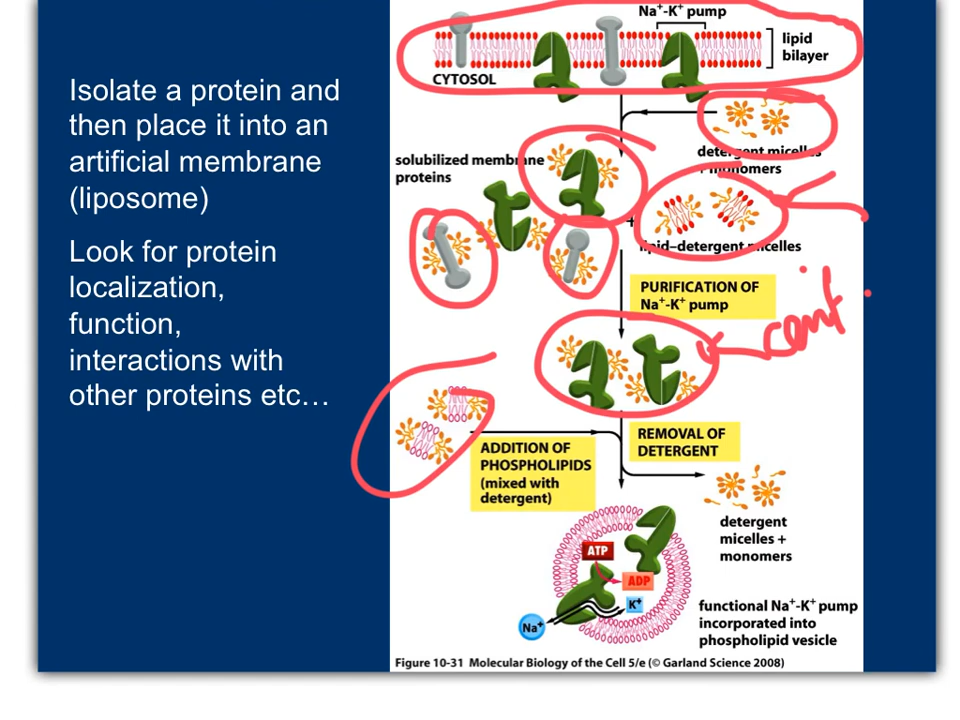 Isolate a protein and
then place it into an
artificial membrane
(liposome)
Look for protein
localization,
function,
interactions with
other proteins etc…
Na+-K+ pump
lipid
bilayer
CYTOSOL
detergent micelles
+ monomers
solubilized membrane
proteins
+
lipid–detergent micelles
PURIFICATION OF
Na+-K+ pump
cont
REMOVAL OF
DETERGENT
ADDITION OF
PHOSPHOLIPIDS
(mixed with
detergent)
detergent
micelles +
monomers
ATP
ADP
K+
Na+
functional Na+-K+ pump
incorporated into
phospholipid vesicle
Figure 10-31 Molecular Biology of the Cell 5/e (© Garland Science 2008)